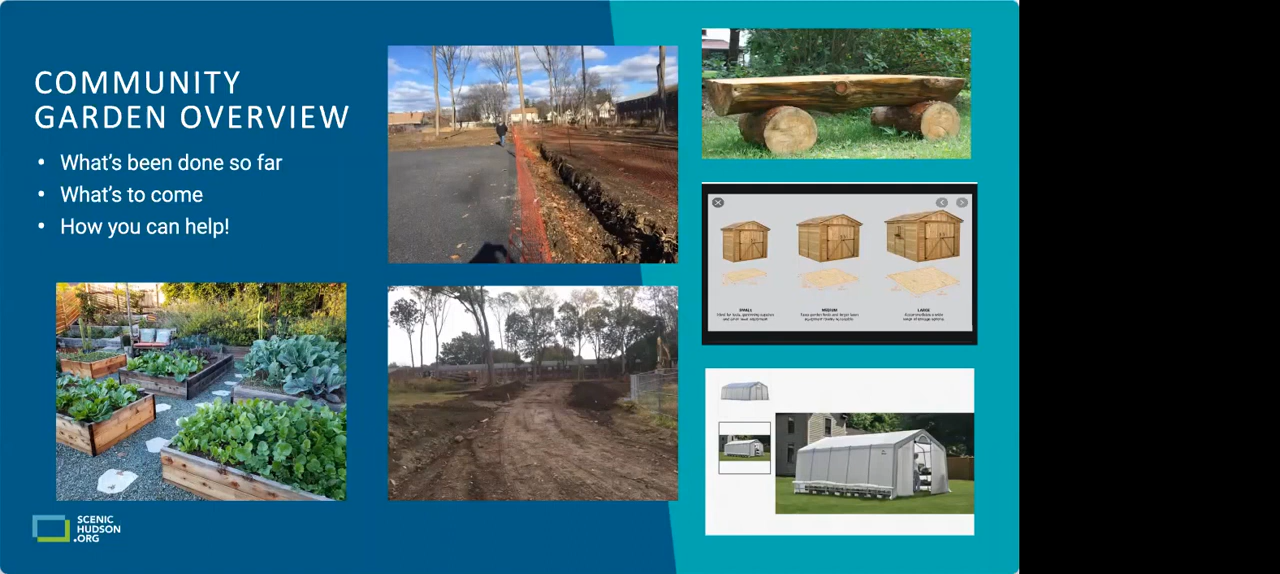 COMMUNITY
GARDEN OVERVIEW
• What's been done so far
• What's to come
• How you can help!
SMALL
MEDIUM
LARGE
SCENIC
HUDSON
.ORG